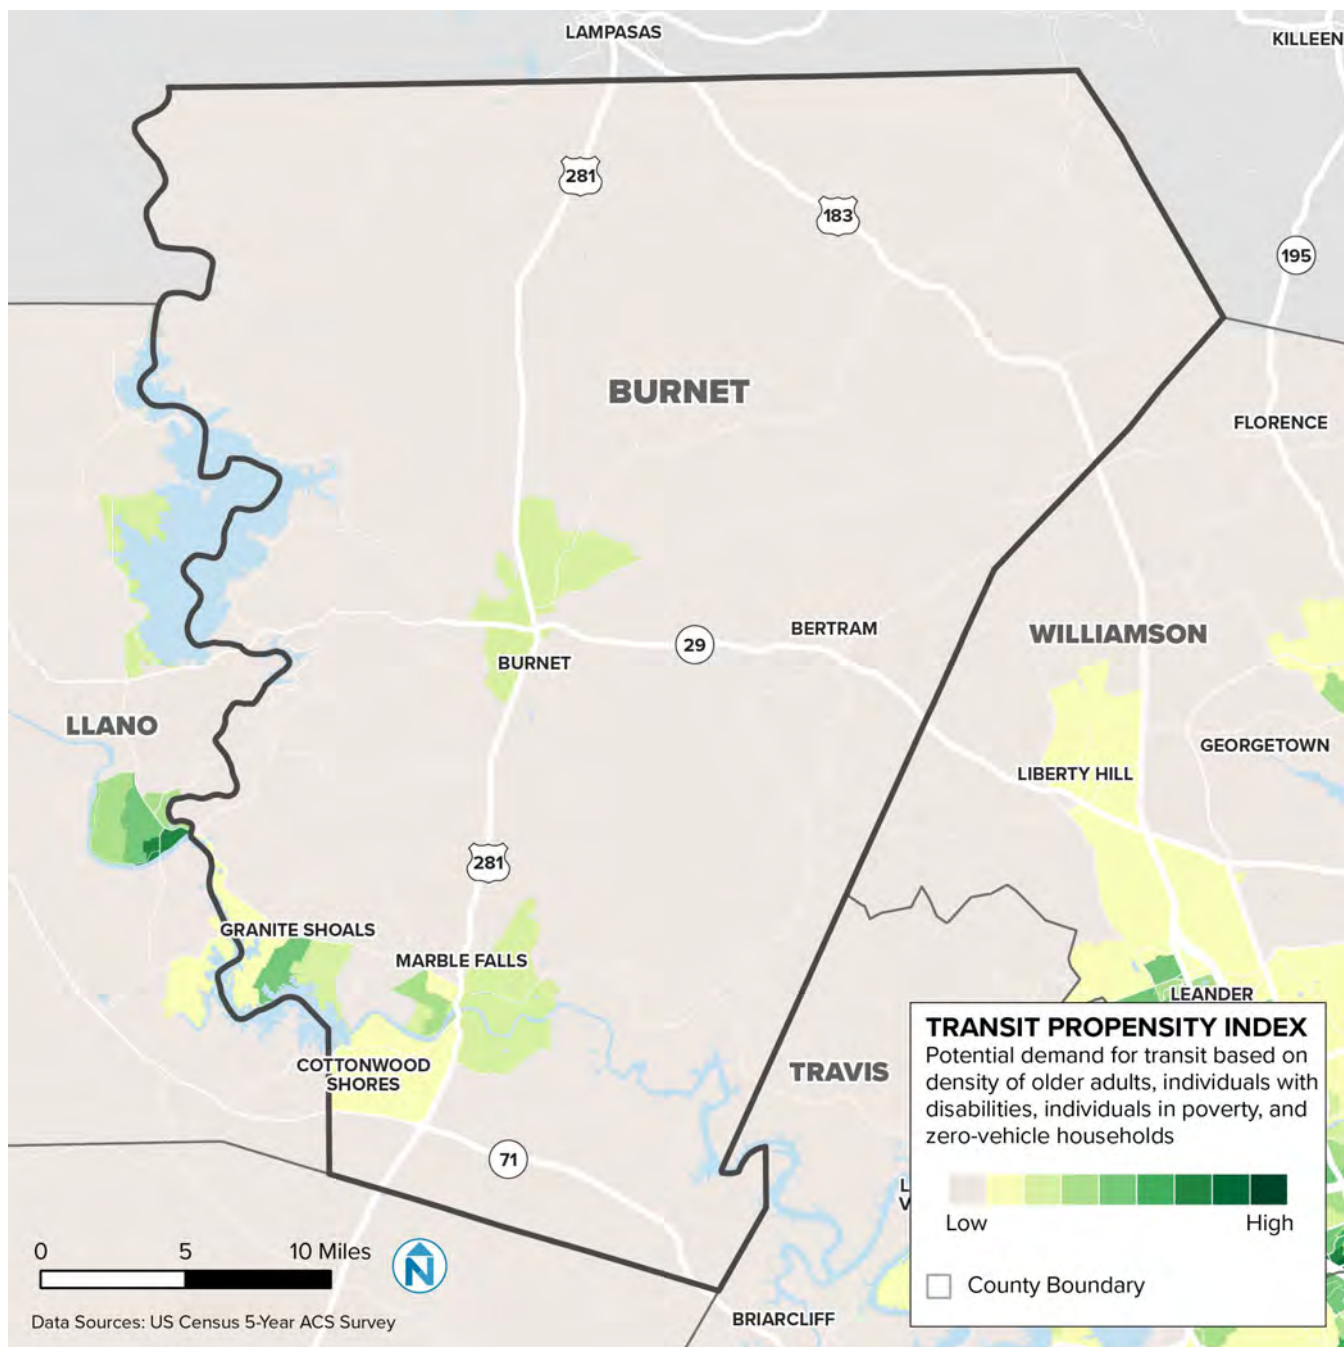 LAMPASAS
KILLEEN
281
183
195
BURNET
FLORENCE
BERTRAM
WILLIAMSON
29
BURNET
LLANO
GEORGETOWN
LIBERTY HILL
281
GRANITE SHOALS
MARBLE FALLS
LEANDER
COTTONWOOD
SHORES
TRAVIS
71
BRIARCLIFF
TRANSIT PROPENSITY INDEX
Potential demand for transit based on
density of older adults, individuals with
disabilities, individuals in poverty, and
zero-vehicle households
Low High
County Boundary
0 5 10 Miles
N
Data Sources: US Census 5-Year ACS Survey